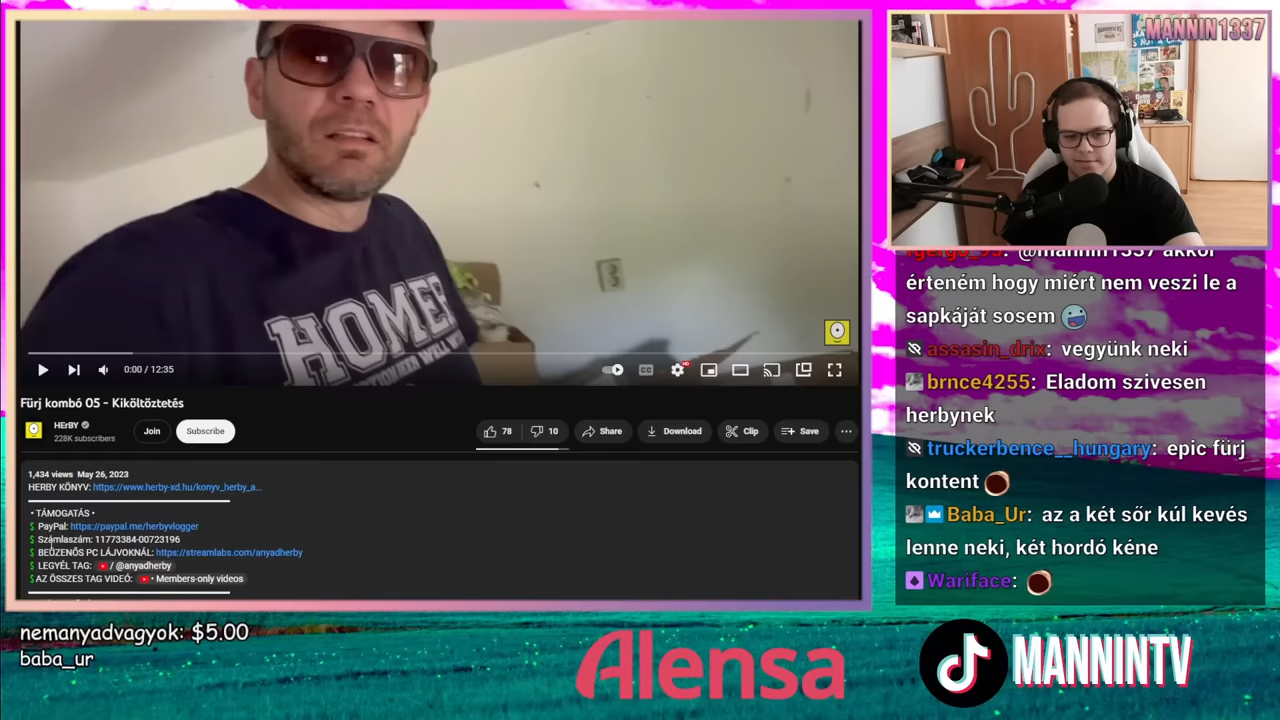 MANNIN1337
HOMER
0:00 / 12:35
CC
HD
Fürj kombó 05 - Kiköltöztetés
HErBY
228K subscribers
Join
Subscribe
78
10
Share
Download
Clip
Save
1,434 views May 26, 2023
HERBY KÖNYV: https://www.herby-xd.hu/konyv_herby_a...
• TÁMOGATÁS •
$ PayPal: https://paypal.me/herbyvlogger
$ Számlaszám: 11773384-00723196
$ BEÜZENŐS PC LÁJVOKNÁL: https://streamlabs.com/anyadherby
$ LEGYÉL TAG: / @anyadherby
$AZ ÖSSZES TAG VIDEÓ: • Members-only videos
@mannin1337 akkor
érteném hogy miért nem veszi le a
sapkáját sosem
assasin_drix: vegyünk neki
brnce4255: Eladom szivesen
herbynek
truckerbence__hungary: epic fürj
kontent
Baba_Ur: az a két sőr kúl kevés
lenne neki, két hordó kéne
Wariface:
nemanyadvagyok: $5.00
baba_ur
Alensa
MANNINTV